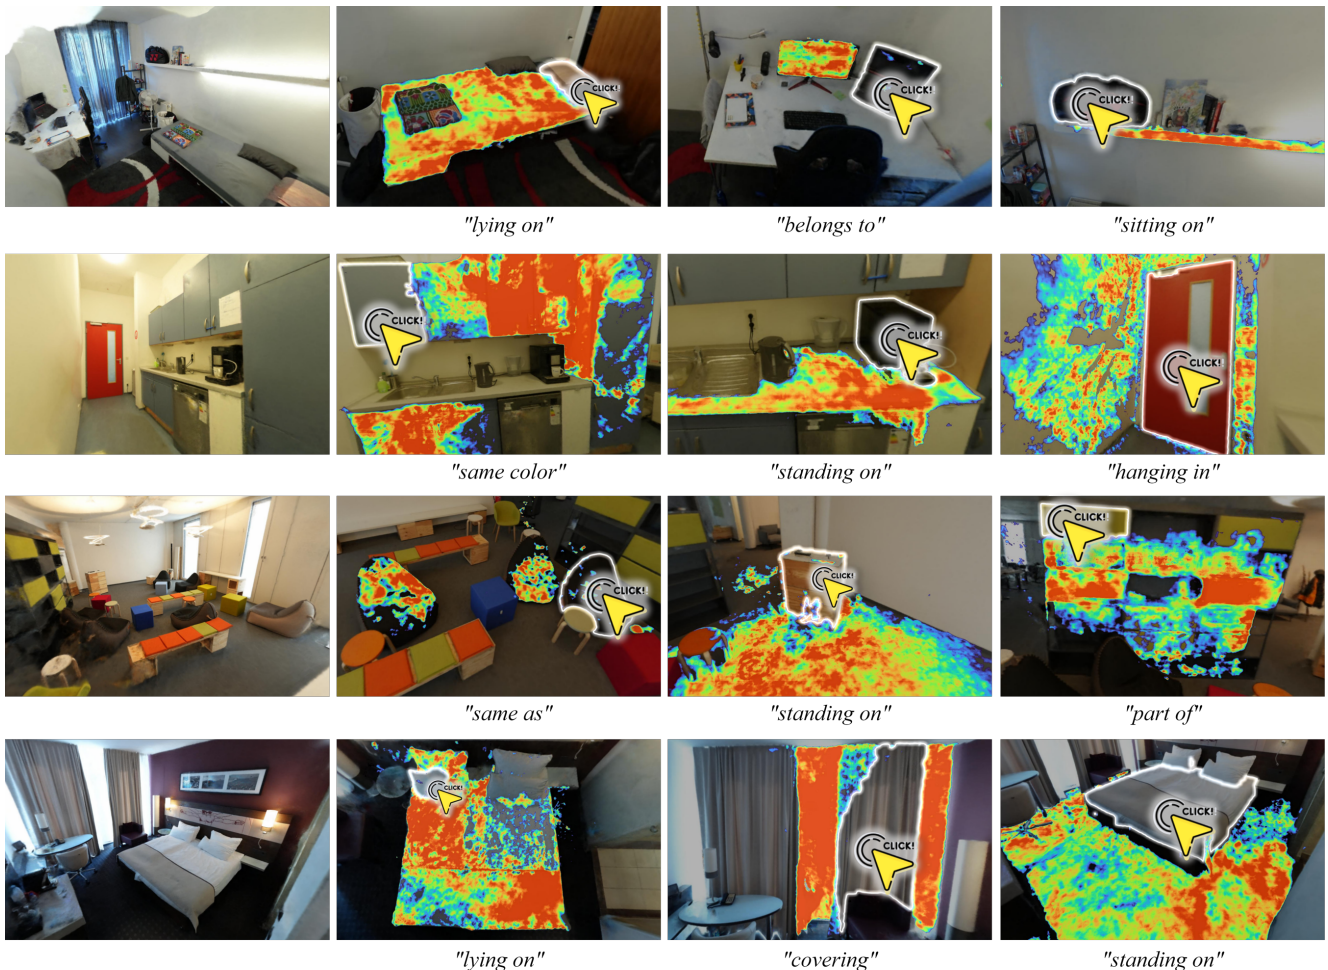 CLICK!
CLICK!
CLICK!
"lying on"
"belongs to"
"sitting on"
CLICK!
CLICK!
CLICK!
"same color"
"standing on"
"hanging in"
CLICK!
CLICK!
CLICK!
"same as"
"standing on"
"part of"
CLICK!
CLICK!
CLICK!
"lying on"
"covering"
"standing on"